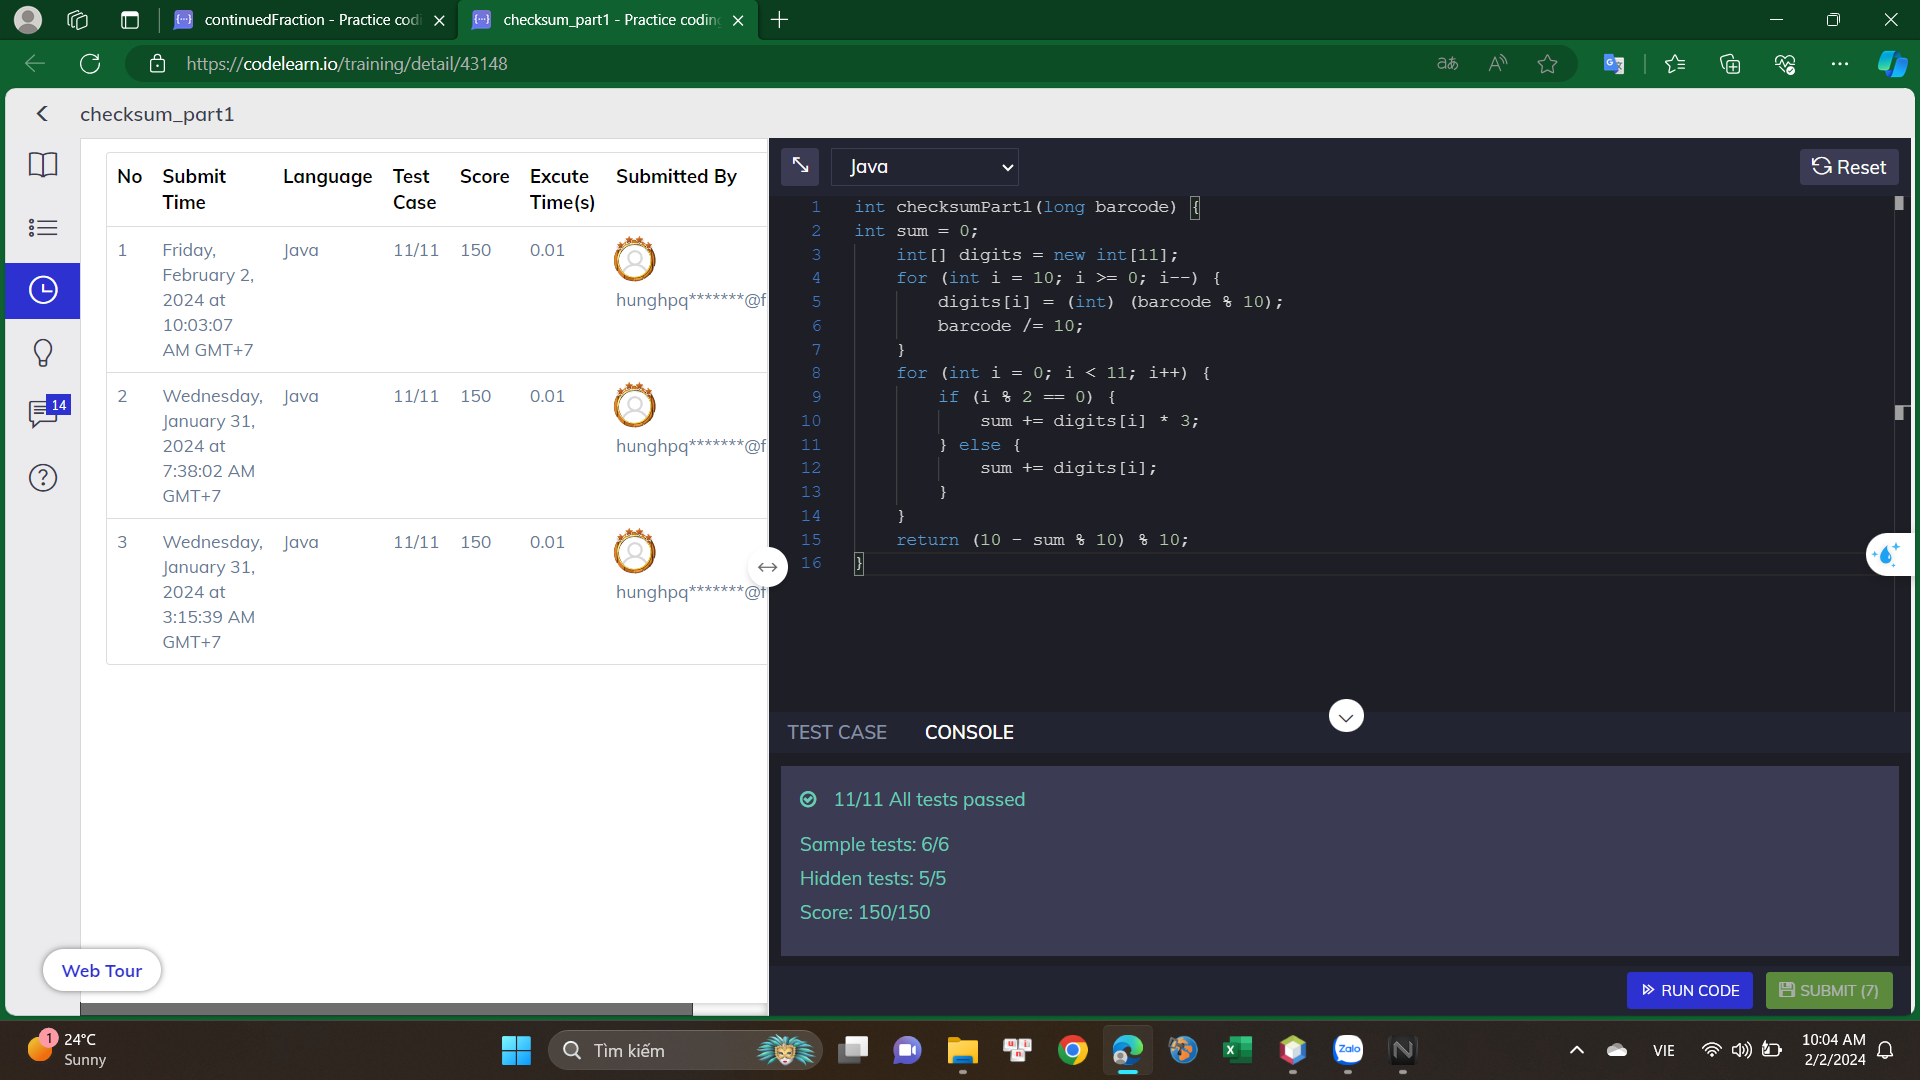 continuedFraction - Practice codi
checksum_part1 - Practice coding
https://codelearn.io/training/detail/43148
checksum_part1
No Submit Time Language Test Case Score Excute Time(s) Submitted By
1 Friday, February 2, 2024 at 10:03:07 AM GMT+7 Java 11/11 150 0.01 hunghpq*******@f
2 Wednesday, January 31, 2024 at 7:38:02 AM GMT+7 Java 11/11 150 0.01 hunghpq*******@f
3 Wednesday, January 31, 2024 at 3:15:39 AM GMT+7 Java 11/11 150 0.01 hunghpq*******@f
14
Web Tour
Java
Reset
1 int checksumPart1(long barcode) {
2 int sum = 0;
3 int[] digits = new int[11];
4 for (int i = 10; i >= 0; i--) {
5 digits[i] = (int) (barcode % 10);
6 barcode /= 10;
7 }
8 for (int i = 0; i < 11; i++) {
9 if (i % 2 == 0) {
10 sum += digits[i] * 3;
11 } else {
12 sum += digits[i];
13 }
14 }
15 return (10 - sum % 10) % 10;
16 }
TEST CASE CONSOLE
11/11 All tests passed
Sample tests: 6/6
Hidden tests: 5/5
Score: 150/150
RUN CODE SUBMIT (7)
1 24°C
Sunny
Tìm kiếm
Zalo
VIE
10:04 AM
2/2/2024